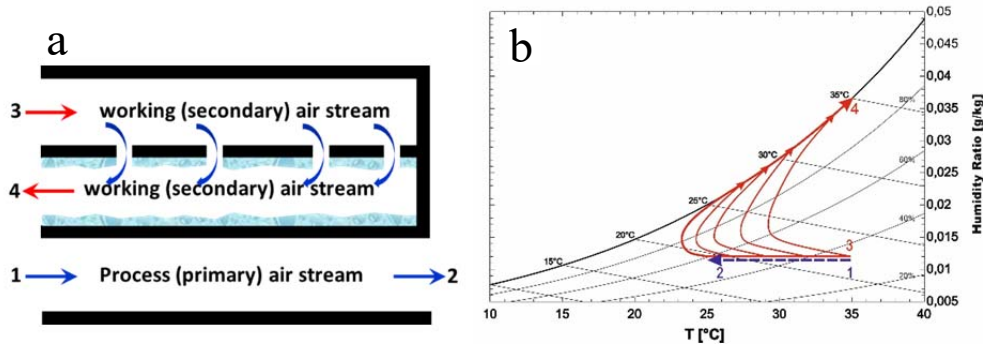 a
3 working (secondary) air stream
4 working (secondary) air stream
1 Process (primary) air stream 2
b
0,05
0,045
0,04
0,035
0,03
0,025
0,02
0,015
0,01
0,005
Humidity Ratio [g/kg]
35°C
30°C
25°C
20°C
15°C
80%
60%
40%
20%
4
3
2
1
10 15 20 25 30 35 40
T [°C]